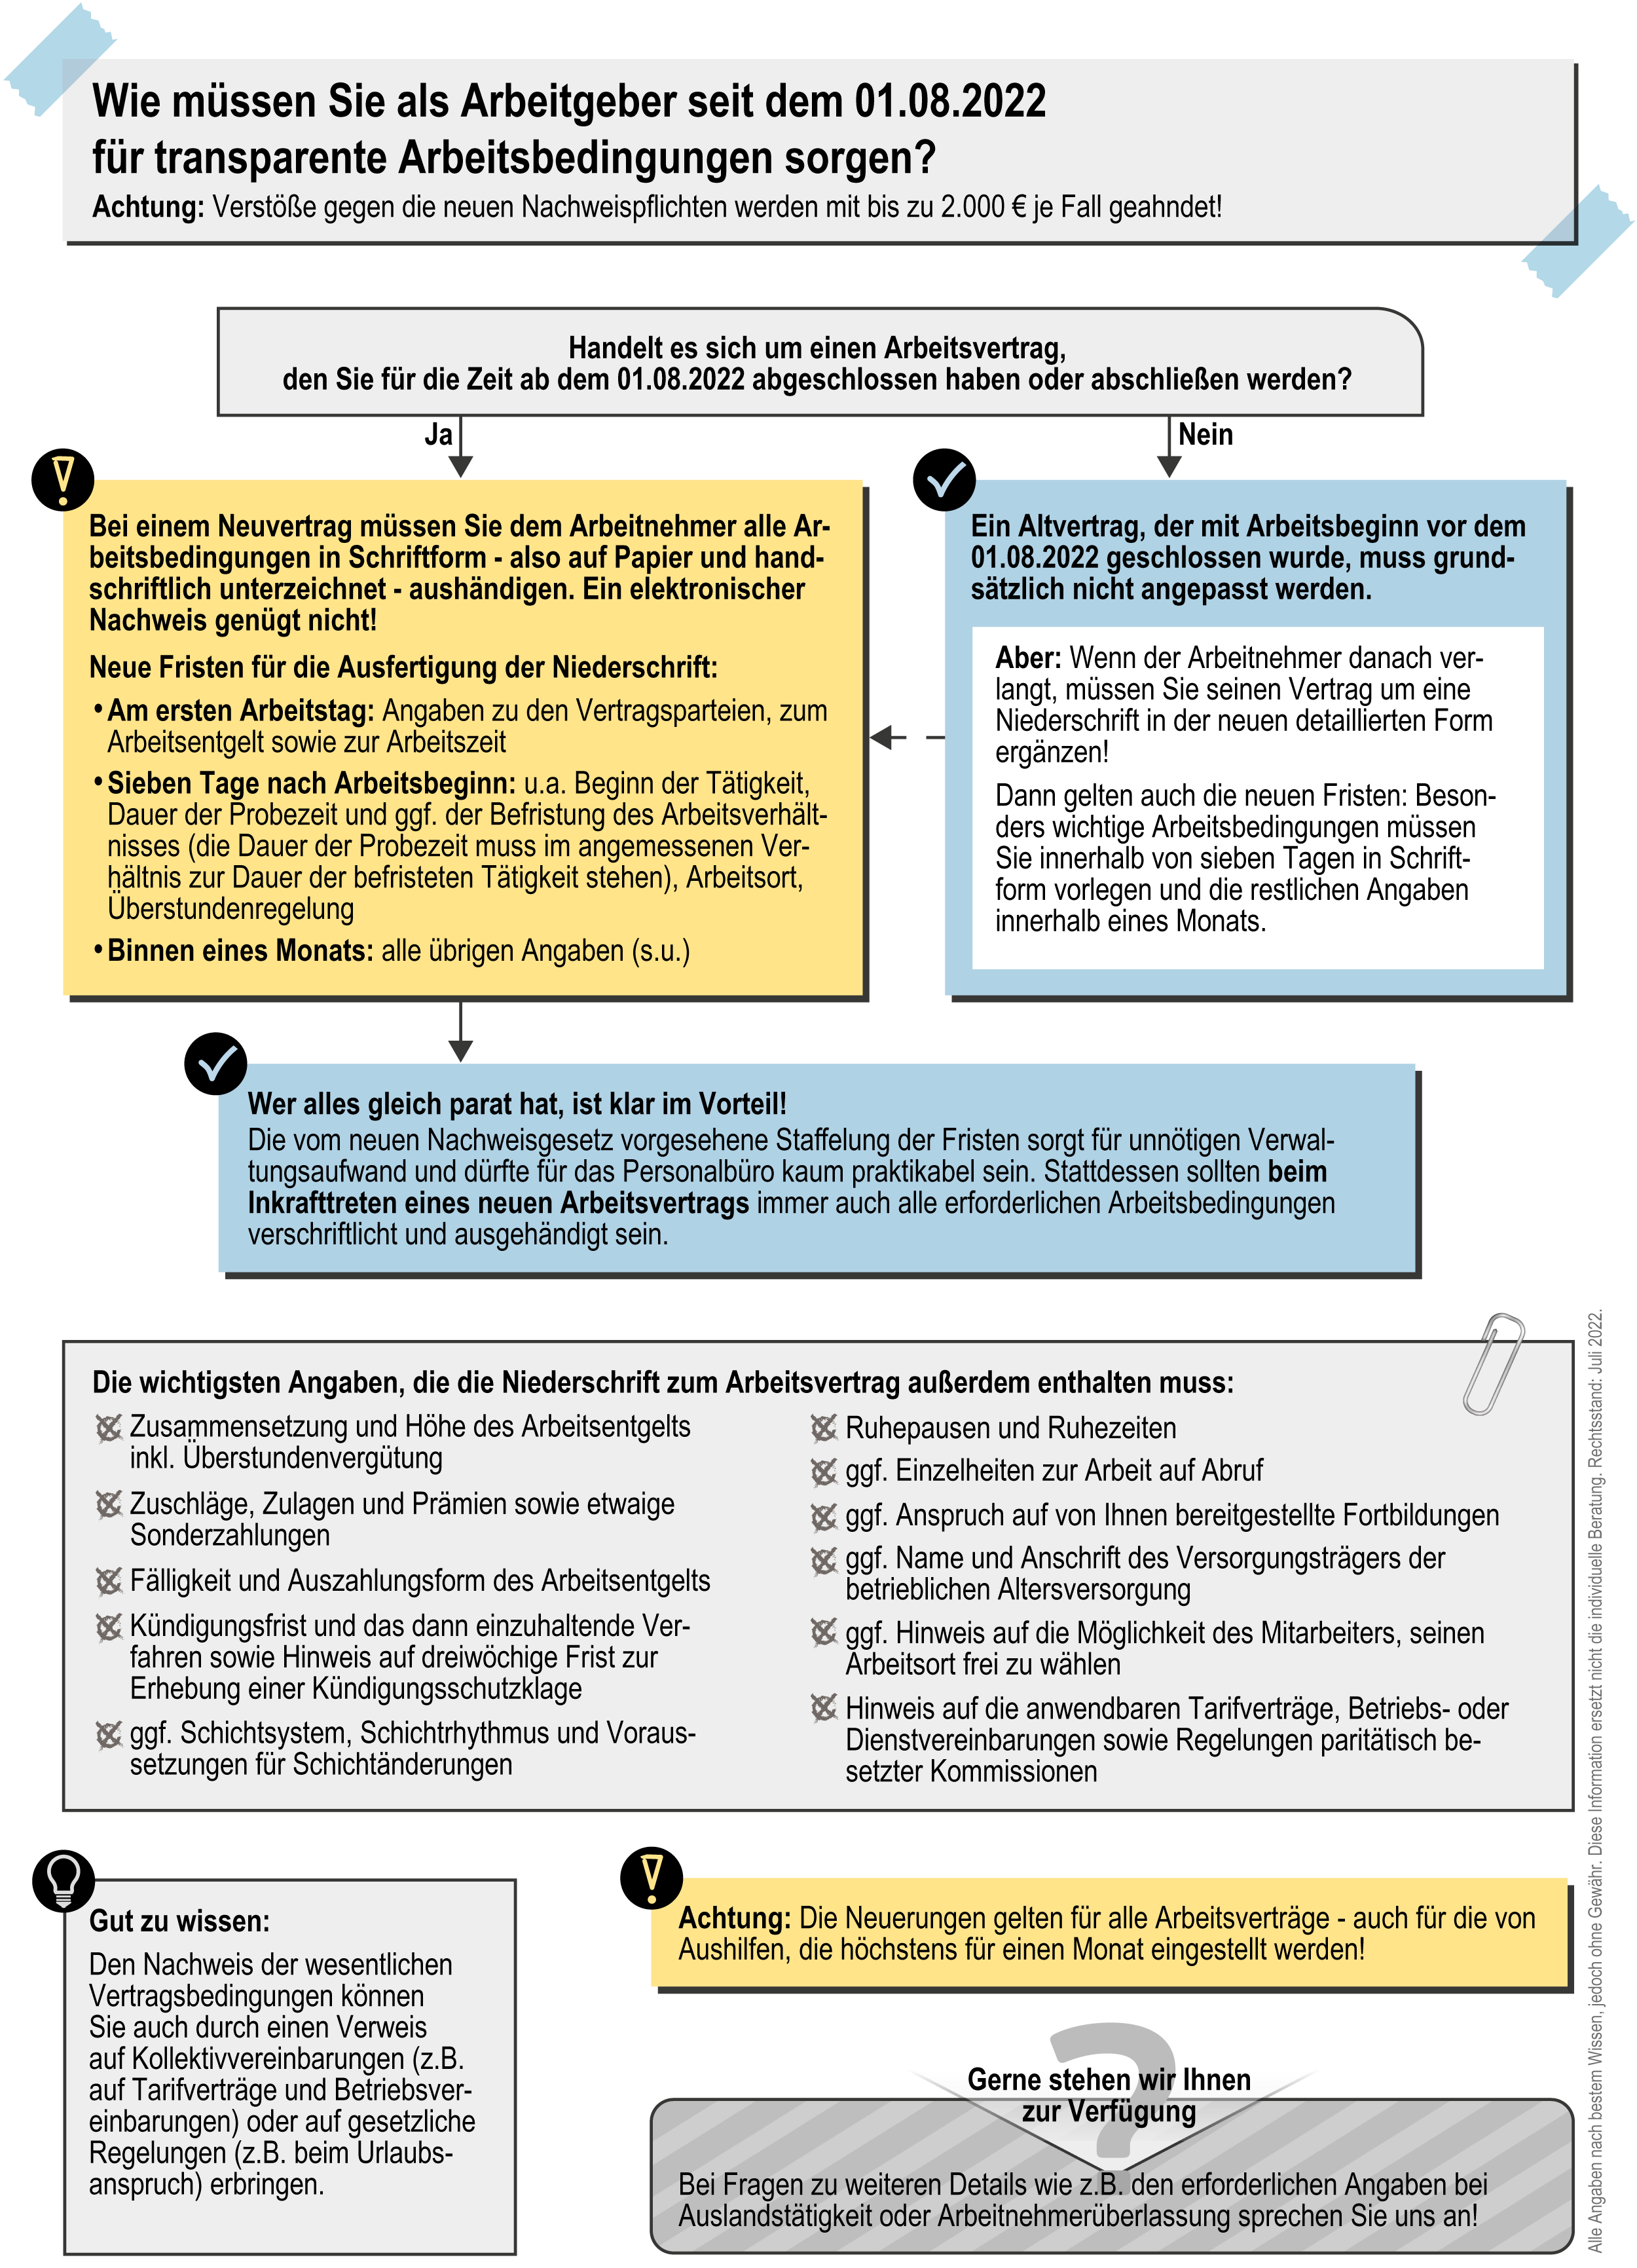 Wie müssen Sie als Arbeitgeber seit dem 01.08.2022
für transparente Arbeitsbedingungen sorgen?
Achtung: Verstöße gegen die neuen Nachweispflichten werden mit bis zu 2.000 € je Fall geahndet!
Handelt es sich um einen Arbeitsvertrag,
den Sie für die Zeit ab dem 01.08.2022 abgeschlossen haben oder abschließen werden?
Ja
Nein
Bei einem Neuvertrag müssen Sie dem Arbeitnehmer alle Ar-
beitsbedingungen in Schriftform - also auf Papier und hand-
schriftlich unterzeichnet - aushändigen. Ein elektronischer
Nachweis genügt nicht!
Neue Fristen für die Ausfertigung der Niederschrift:
• Am ersten Arbeitstag: Angaben zu den Vertragsparteien, zum
Arbeitsentgelt sowie zur Arbeitszeit
• Sieben Tage nach Arbeitsbeginn: u.a. Beginn der Tätigkeit,
Dauer der Probezeit und ggf. der Befristung des Arbeitsverhält-
nisses (die Dauer der Probezeit muss im angemessenen Ver-
hältnis zur Dauer der befristeten Tätigkeit stehen), Arbeitsort,
Überstundenregelung
• Binnen eines Monats: alle übrigen Angaben (s.u.)
Ein Altvertrag, der mit Arbeitsbeginn vor dem
01.08.2022 geschlossen wurde, muss grund-
sätzlich nicht angepasst werden.
Aber: Wenn der Arbeitnehmer danach ver-
langt, müssen Sie seinen Vertrag um eine
Niederschrift in der neuen detaillierten Form
ergänzen!
Dann gelten auch die neuen Fristen: Beson-
ders wichtige Arbeitsbedingungen müssen
Sie innerhalb von sieben Tagen in Schrift-
form vorlegen und die restlichen Angaben
innerhalb eines Monats.
Wer alles gleich parat hat, ist klar im Vorteil!
Die vom neuen Nachweisgesetz vorgesehene Staffelung der Fristen sorgt für unnötigen Verwal-
tungsaufwand und dürfte für das Personalbüro kaum praktikabel sein. Stattdessen sollten beim
Inkrafttreten eines neuen Arbeitsvertrags immer auch alle erforderlichen Arbeitsbedingungen
verschriftlicht und ausgehändigt sein.
Die wichtigsten Angaben, die die Niederschrift zum Arbeitsvertrag außerdem enthalten muss:
Zusammensetzung und Höhe des Arbeitsentgelts
inkl. Überstundenvergütung
Zuschläge, Zulagen und Prämien sowie etwaige
Sonderzahlungen
Fälligkeit und Auszahlungsform des Arbeitsentgelts
Kündigungsfrist und das dann einzuhaltende Ver-
fahren sowie Hinweis auf dreiwöchige Frist zur
Erhebung einer Kündigungsschutzklage
ggf. Schichtsystem, Schichtrhythmus und Voraus-
setzungen für Schichtänderungen
Ruhepausen und Ruhezeiten
ggf. Einzelheiten zur Arbeit auf Abruf
ggf. Anspruch auf von Ihnen bereitgestellte Fortbildungen
ggf. Name und Anschrift des Versorgungsträgers der
betrieblichen Altersversorgung
ggf. Hinweis auf die Möglichkeit des Mitarbeiters, seinen
Arbeitsort frei zu wählen
Hinweis auf die anwendbaren Tarifverträge, Betriebs- oder
Dienstvereinbarungen sowie Regelungen paritätisch be-
setzter Kommissionen
Gut zu wissen:
Den Nachweis der wesentlichen
Vertragsbedingungen können
Sie auch durch einen Verweis
auf Kollektivvereinbarungen (z.B.
auf Tarifverträge und Betriebsver-
einbarungen) oder auf gesetzliche
Regelungen (z.B. beim Urlaubs-
anspruch) erbringen.
Achtung: Die Neuerungen gelten für alle Arbeitsverträge - auch für die von
Aushilfen, die höchstens für einen Monat eingestellt werden!
?
Gerne stehen wir Ihnen
zur Verfügung
Bei Fragen zu weiteren Details wie z.B. den erforderlichen Angaben bei
Auslandstätigkeit oder Arbeitnehmerüberlassung sprechen Sie uns an!
Alle Angaben nach bestem Wissen, jedoch ohne Gewähr. Diese Information ersetzt nicht die individuelle Beratung. Rechtsstand: Juli 2022.